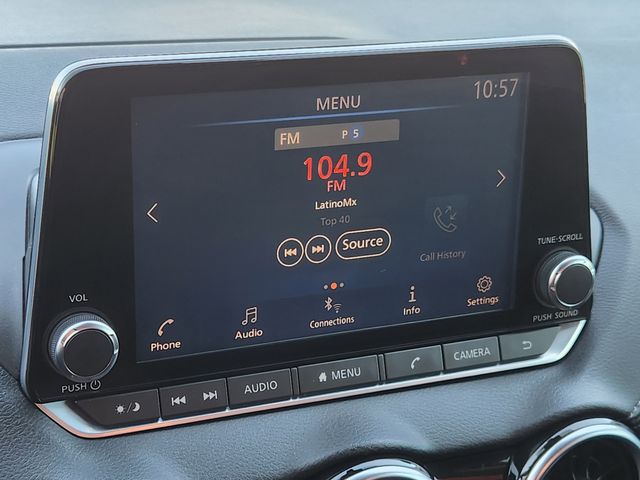 MENU
10:57
FM P 5
104.9
FM
LatinoMx
Top 40
Source
Call History
Phone
Audio
Connections
Info
Settings
VOL
PUSH
TUNE·SCROLL
PUSH SOUND
AUDIO
MENU
CAMERA